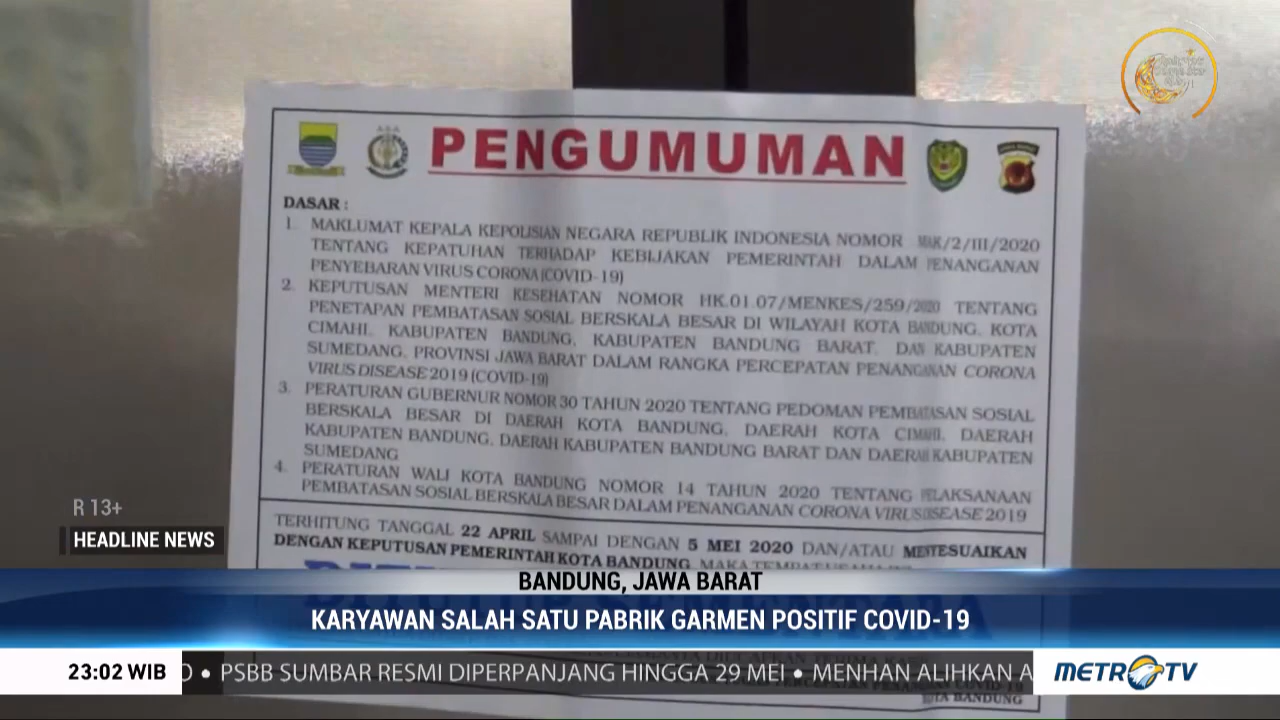 PENGUMUMAN
DASAR :
1. MAKLUMAT KEPALA KEPOLISIAN NEGARA REPUBLIK INDONESIA NOMOR MAK/2/III/2020
TENTANG KEPATUHAN TERHADAP KEBIJAKAN PEMERINTAH DALAM PENANGANAN
PENYEBARAN VIRUS CORONA (COVID-19)
2. KEPUTUSAN MENTERI KESEHATAN NOMOR HK.01.07/MENKES/259/2020 TENTANG
PENETAPAN PEMBATASAN SOSIAL BERSKALA BESAR DI WILAYAH KOTA BANDUNG, KOTA
CIMAHI, KABUPATEN BANDUNG, KABUPATEN BANDUNG BARAT, DAN KABUPATEN
SUMEDANG, PROVINSI JAWA BARAT DALAM RANGKA PERCEPATAN PENANGANAN CORONA
VIRUS DISEASE 2019 (COVID-19)
3. PERATURAN GUBERNUR NOMOR 30 TAHUN 2020 TENTANG PEDOMAN PEMBATASAN SOSIAL
BERSKALA BESAR DI DAERAH KOTA BANDUNG, DAERAH KOTA CIMAHI, DAERAH
KABUPATEN BANDUNG, DAERAH KABUPATEN BANDUNG BARAT DAN DAERAH KABUPATEN
SUMEDANG
4. PERATURAN WALI KOTA BANDUNG NOMOR 14 TAHUN 2020 TENTANG PELAKSANAAN
PEMBATASAN SOSIAL BERSKALA BESAR DALAM PENANGANAN CORONA VIRUS DISEASE 2019
TERHITUNG TANGGAL 22 APRIL SAMPAI DENGAN 5 MEI 2020 DAN/ATAU MENYESUAIKAN
DENGAN KEPUTUSAN PEMERINTAH KOTA BANDUNG, MAKA TEMPAT
R 13+
HEADLINE NEWS
BANDUNG, JAWA BARAT
KARYAWAN SALAH SATU PABRIK GARMEN POSITIF COVID-19
23:02 WIB
O • PSBB SUMBAR RESMI DIPERPANJANG HINGGA 29 MEI • MENHAN ALIHKAN A
METRO TV
BANDUNG